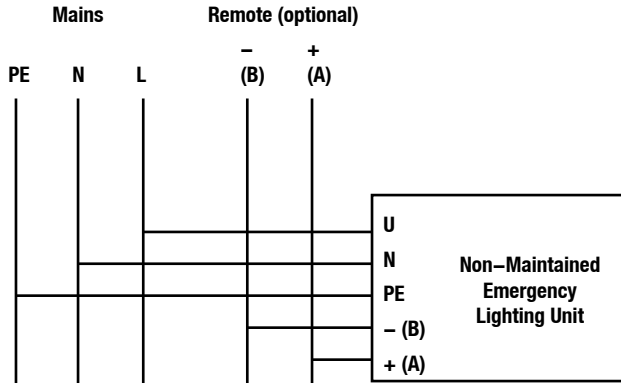 Mains Remote (optional)
− +
PE N L (B) (A)
U
N
PE
− (B)
+ (A)
Non−Maintained
Emergency
Lighting Unit